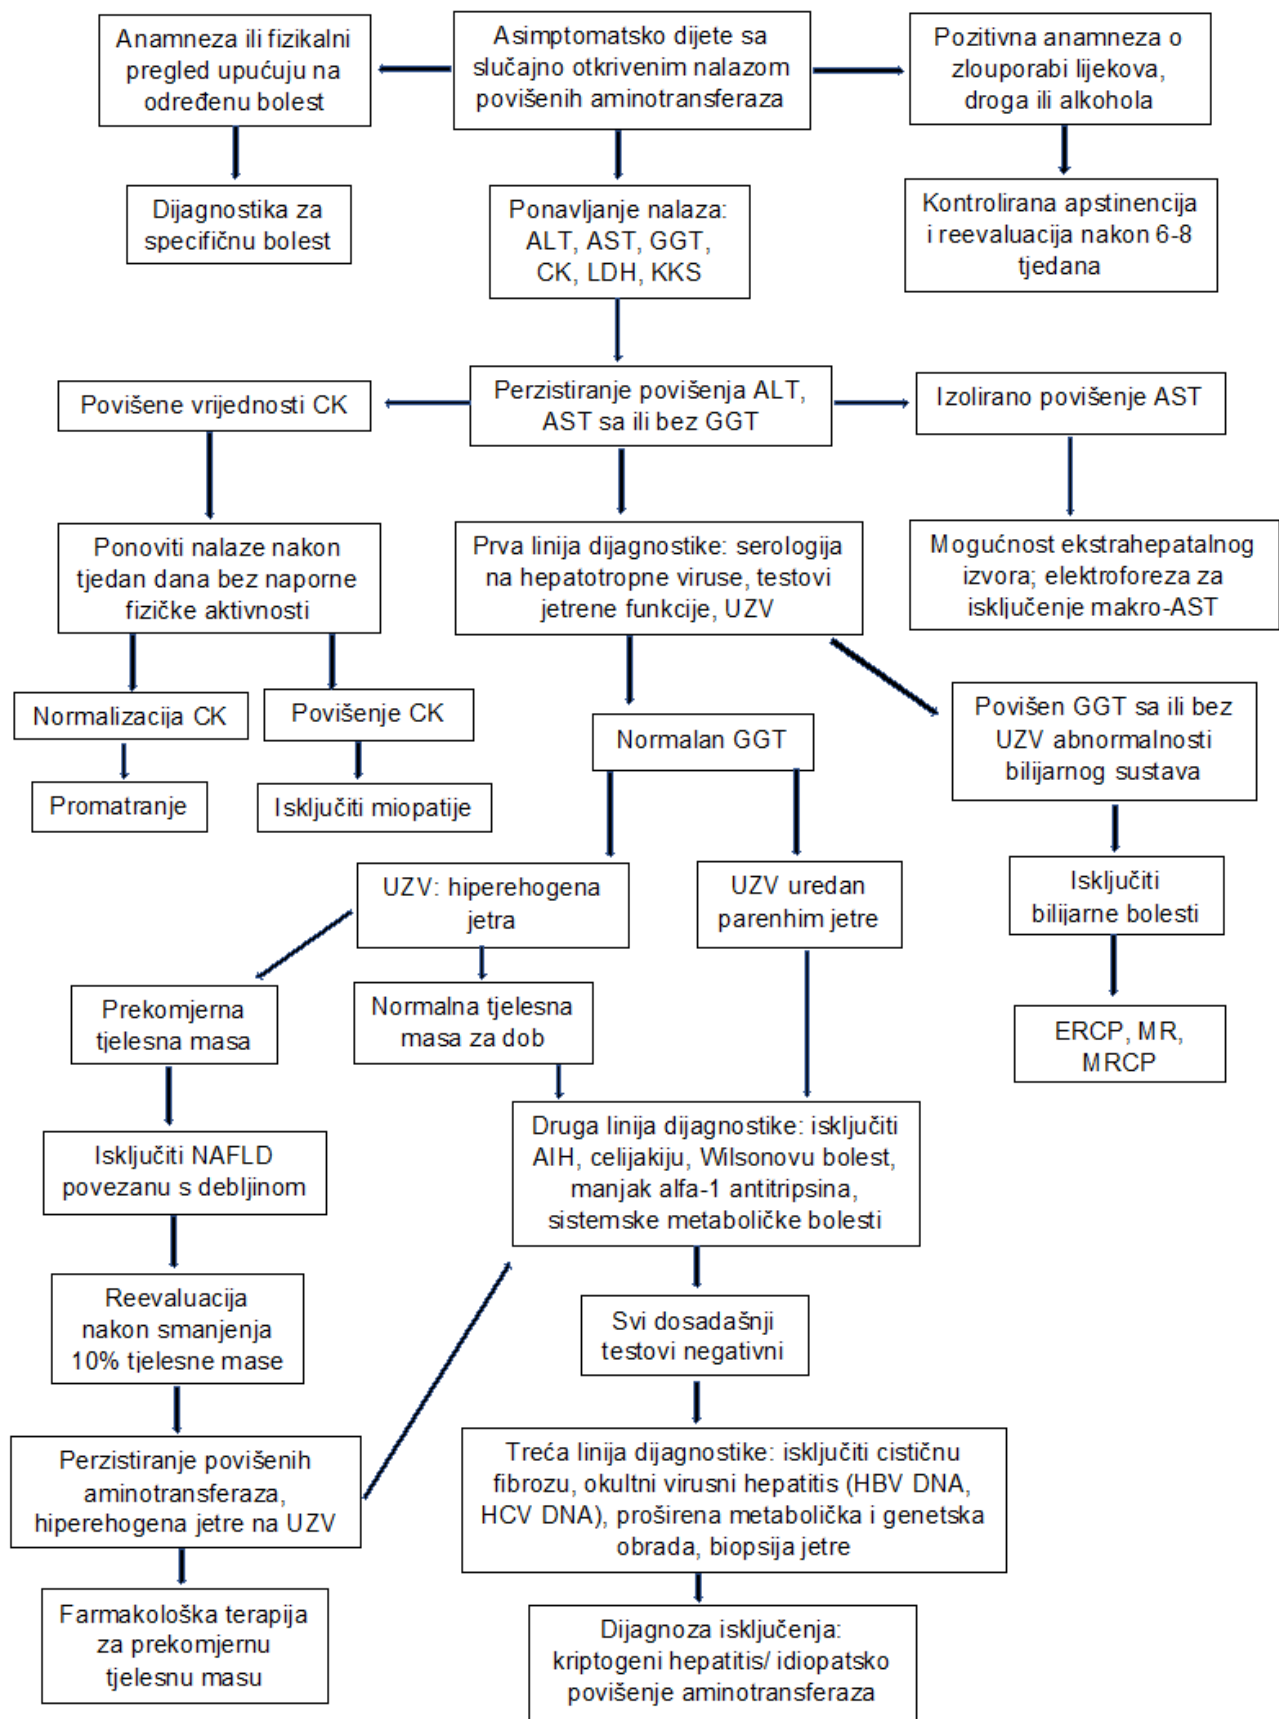 Anamneza ili fizikalni
pregled upućuju na
određenu bolest
Asimptomatsko dijete sa
slučajno otkrivenim nalazom
povišenih aminotransferaza
Pozitivna anamneza o
zlouporabi lijekova,
droga ili alkohola
Dijagnostika za
specifičnu bolest
Ponavljanje nalaza:
ALT, AST, GGT,
CK, LDH, KKS
Kontrolirana apstinencija
i reevaluacija nakon 6-8
tjedana
Povišene vrijednosti CK
Perzistiranje povišenja ALT,
AST sa ili bez GGT
Izolirano povišenje AST
Ponoviti nalaze nakon
tjedan dana bez naporne
fizičke aktivnosti
Prva linija dijagnostike: serologija
na hepatotropne viruse, testovi
jetrene funkcije, UZV
Mogućnost ekstrahepatalnog
izvora; elektroforeza za
isključenje makro-AST
Normalizacija CK
Povišenje CK
Normalan GGT
Povišen GGT sa ili bez
UZV abnormalnosti
bilijarnog sustava
Promatranje
Isključiti miopatije
UZV: hiperehogena
jetra
UZV uredan
parenhim jetre
Isključiti
bilijarne bolesti
Prekomjerna
tjelesna masa
Normalna tjelesna
masa za dob
ERCP, MR,
MRCP
Isključiti NAFLD
povezanu s debljinom
Druga linija dijagnostike: isključiti
AIH, celijakiju, Wilsonovu bolest,
manjak alfa-1 antitripsina,
sistemske metaboličke bolesti
Reevaluacija
nakon smanjenja
10% tjelesne mase
Svi dosadašnji
testovi negativni
Perzistiranje povišenih
aminotransferaza,
hiperehogena jetre na UZV
Treća linija dijagnostike: isključiti cističnu
fibrozu, okultni virusni hepatitis (HBV DNA,
HCV DNA), proširena metabolička i genetska
obrada, biopsija jetre
Farmakološka terapija
za prekomjernu
tjelesnu masu
Dijagnoza isključenja:
kriptogeni hepatitis/ idiopatsko
povišenje aminotransferaza